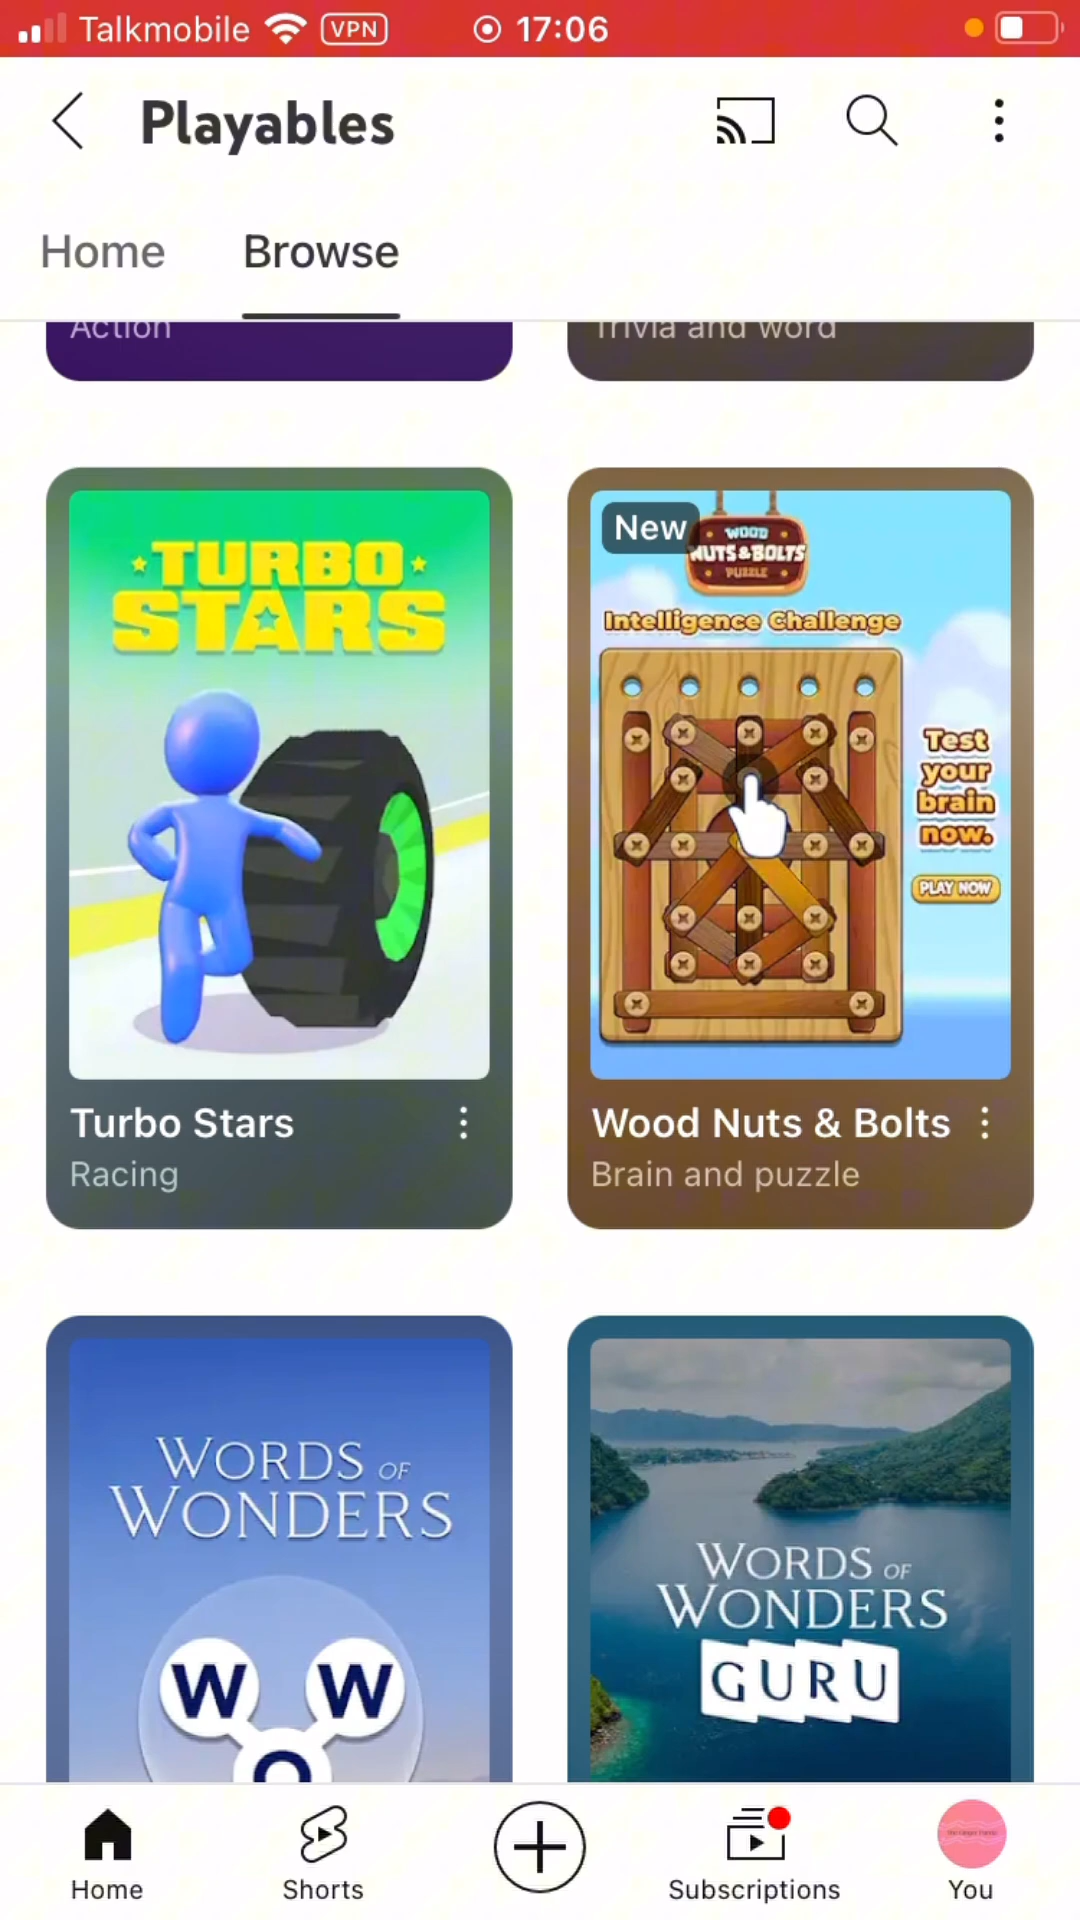 Talkmobile VPN 17:06
Playables
Home Browse
Action Trivia and word
TURBO
STARS
New
WOOD
NUTS & BOLTS
PUZZLE
Intelligence Challenge
Test
your
brain
now.
PLAY NOW
Turbo Stars
Racing
Wood Nuts & Bolts
Brain and puzzle
WORDS OF
WONDERS
W W
O
WORDS OF
WONDERS
GURU
Home Shorts Subscriptions You